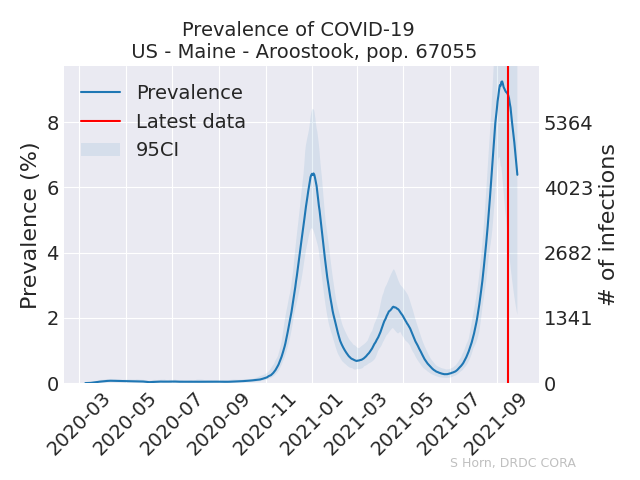 Prevalence of COVID-19
US - Maine - Aroostook, pop. 67055
Prevalence
Latest data
95CI
Prevalence (%)
8
6
4
2
0
5364
4023
2682
1341
0
# of infections
2020-03
2020-05
2020-07
2020-09
2020-11
2021-01
2021-03
2021-05
2021-07
2021-09
S Horn, DRDC CORA